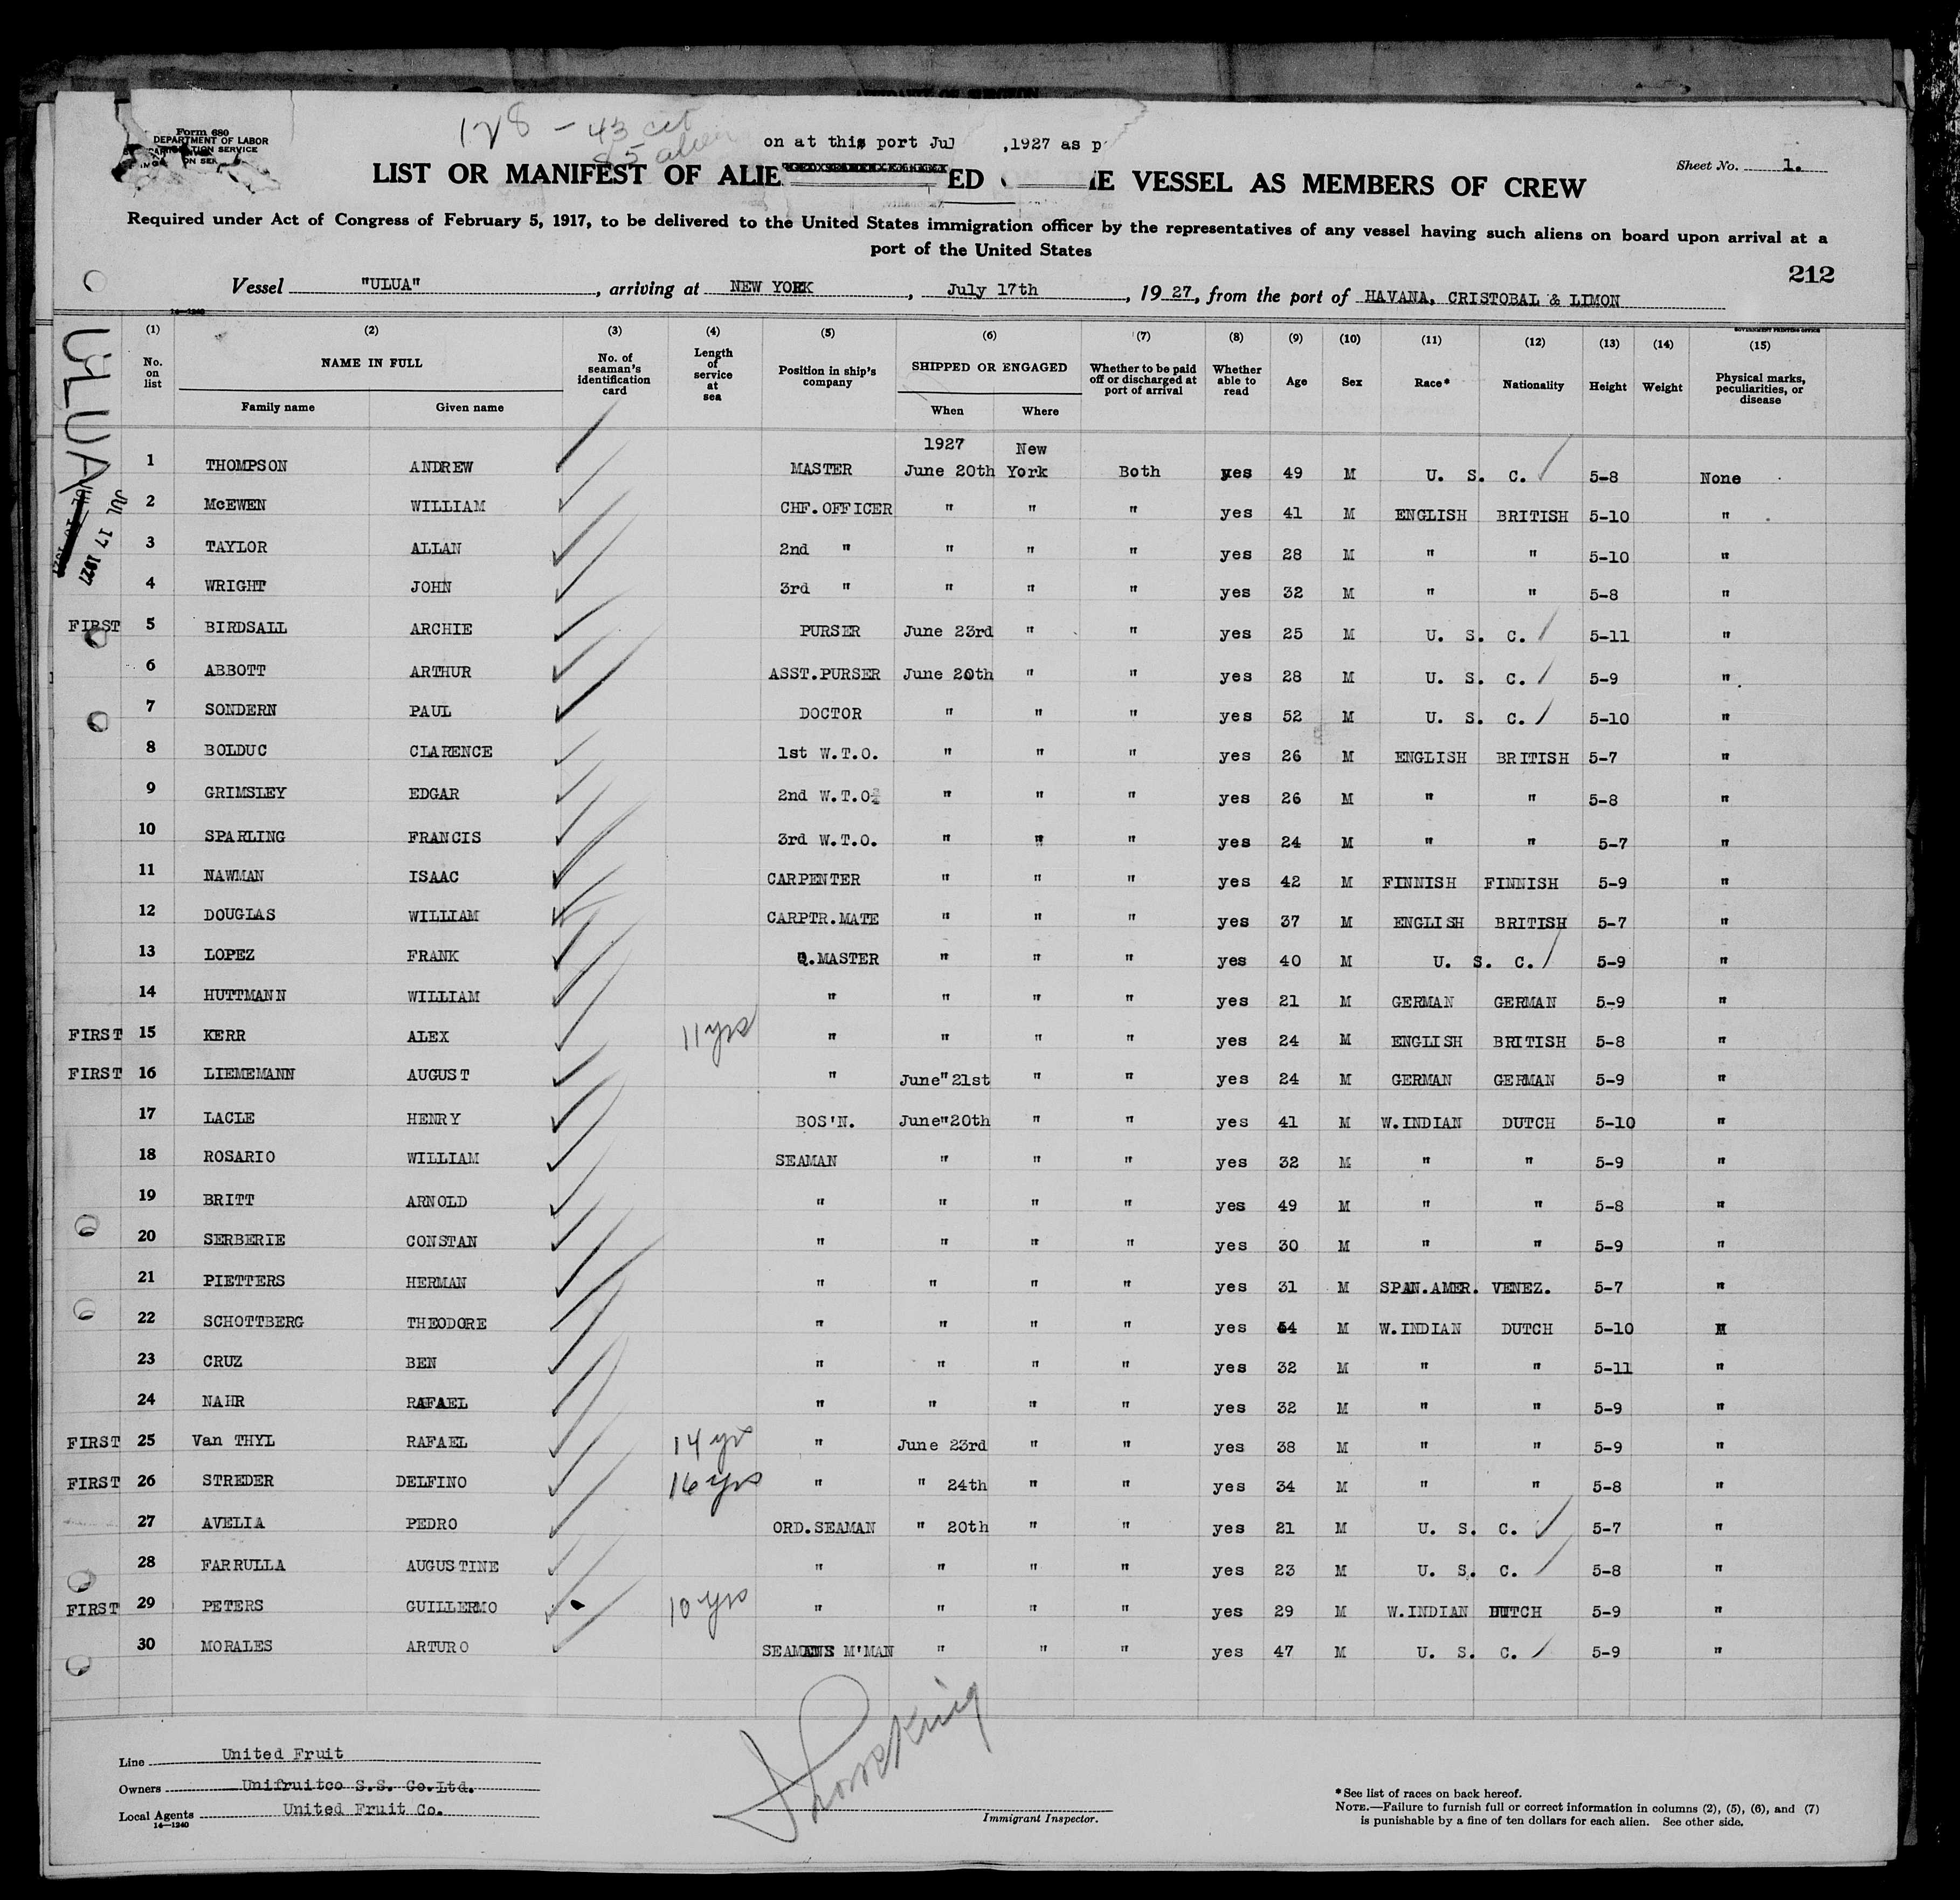 Form 680
DEPARTMENT OF LABOR
128 - 43 cit
85 alien
on at this port Jul ,1927 as p
LIST OR MANIFEST OF ALIE ED IE VESSEL AS MEMBERS OF CREW
Sheet No. 1.
Required under Act of Congress of February 5, 1917, to be delivered to the United States immigration officer by the representatives of any vessel having such aliens on board upon arrival at a
port of the United States
212
Vessel "ULUA", arriving at NEW YORK, July 17th, 1927, from the port of HAVANA, CRISTOBAL & LIMON
14—1240
GOVERNMENT PRINTING OFFICE
ULUA
JUL 17 1927
(1) (2) (3) (4) (5) (6) (7) (8) (9) (10) (11) (12) (13) (14) (15)
No. on list NAME IN FULL Family name Given name No. of seaman's identification card Length of service at sea Position in ship's company SHIPPED OR ENGAGED When Where Whether to be paid off or discharged at port of arrival Whether able to read Age Sex Race* Nationality Height Weight Physical marks, peculiarities, or disease
1927 New
1 THOMPSON ANDREW MASTER June 20th York Both yes 49 M U. S. C. 5-8 None
2 McEWEN WILLIAM CHF.OFFICER " " " yes 41 M ENGLISH BRITISH 5-10 "
3 TAYLOR ALLAN 2nd " " " " yes 28 M " " 5-10 "
4 WRIGHT JOHN 3rd " " " " yes 32 M " " 5-8 "
FIRST 5 BIRDSALL ARCHIE PURSER June 23rd " " yes 25 M U. S. C. 5-11 "
6 ABBOTT ARTHUR ASST.PURSER June 20th " " yes 28 M U. S. C. 5-9 "
7 SONDERN PAUL DOCTOR " " " yes 52 M U. S. C. 5-10 "
8 BOLDUC CLARENCE 1st W.T.O. " " " yes 26 M ENGLISH BRITISH 5-7 "
9 GRIMSLEY EDGAR 2nd W.T.O. " " " yes 26 M " " 5-8 "
10 SPARLING FRANCIS 3rd W.T.O. " " " yes 24 M " " 5-7 "
11 NAWMAN ISAAC CARPENTER " " " yes 42 M FINNISH FINNISH 5-9 "
12 DOUGLAS WILLIAM CARPTR.MATE " " " yes 37 M ENGLISH BRITISH 5-7 "
13 LOPEZ FRANK Q.MASTER " " " yes 40 M U. S. C. 5-9 "
14 HUTTMANN WILLIAM " " " " yes 21 M GERMAN GERMAN 5-9 "
FIRST 15 KERR ALEX 11 yrs " " " " yes 24 M ENGLISH BRITISH 5-8 "
FIRST 16 LIEMEMANN AUGUST " June" 21st " " yes 24 M GERMAN GERMAN 5-9 "
17 LACLE HENRY BOS'N. June"20th " " yes 41 M W.INDIAN DUTCH 5-10 "
18 ROSARIO WILLIAM SEAMAN " " " yes 32 M " " 5-9 "
19 BRITT ARNOLD " " " " yes 49 M " " 5-8 "
20 SERBERIE CONSTAN " " " " yes 30 M " " 5-9 "
21 PIETTERS HERMAN " " " " yes 31 M SPAN.AMER. VENEZ. 5-7 "
22 SCHOTTBERG THEODORE " " " " yes 54 M W.INDIAN DUTCH 5-10 "
23 CRUZ BEN " " " " yes 32 M " " 5-11 "
24 NAHR RAFAEL " " " " yes 32 M " " 5-9 "
FIRST 25 Van THYL RAFAEL 14 yrs " June 23rd " " yes 38 M " " 5-9 "
FIRST 26 STREDER DELFINO 16 yrs " " 24th " " yes 34 M " " 5-8 "
27 AVELIA PEDRO ORD.SEAMAN " 20th " " yes 21 M U. S. C. 5-7 "
28 FARRULLA AUGUSTINE " " " " yes 23 M U. S. C. 5-8 "
FIRST 29 PETERS GUILLERMO 10 yrs " " " " yes 29 M W.INDIAN DUTCH 5-9 "
30 MORALES ARTURO SEAMENS M'MAN " " " yes 47 M U. S. C. 5-9 "
Line United Fruit
Owners Unifruitco S.S. Co.Ltd.
Local Agents United Fruit Co.
14—1240
Immigrant Inspector.
*See list of races on back hereof.
NOTE.—Failure to furnish full or correct information in columns (2), (5), (6), and (7)
is punishable by a fine of ten dollars for each alien. See other side.